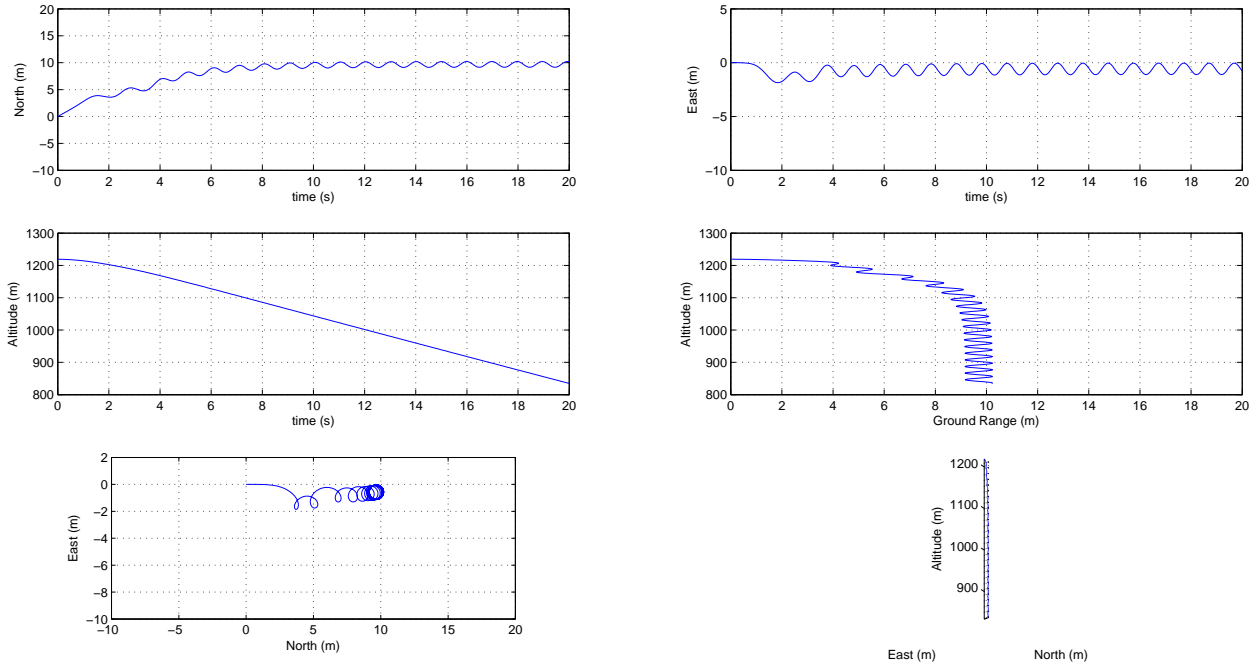 20
15
10
5
0
−5
−10
North (m)
0 2 4 6 8 10 12 14 16 18 20
time (s)
5
0
−5
−10
East (m)
0 2 4 6 8 10 12 14 16 18 20
time (s)
1300
1200
1100
1000
900
800
Altitude (m)
0 2 4 6 8 10 12 14 16 18 20
time (s)
1300
1200
1100
1000
900
800
Altitude (m)
0 2 4 6 8 10 12 14 16 18 20
Ground Range (m)
2
0
−2
−4
−6
−8
−10
East (m)
−10 −5 0 5 10 15 20
North (m)
1200
1100
1000
900
Altitude (m)
East (m) North (m)